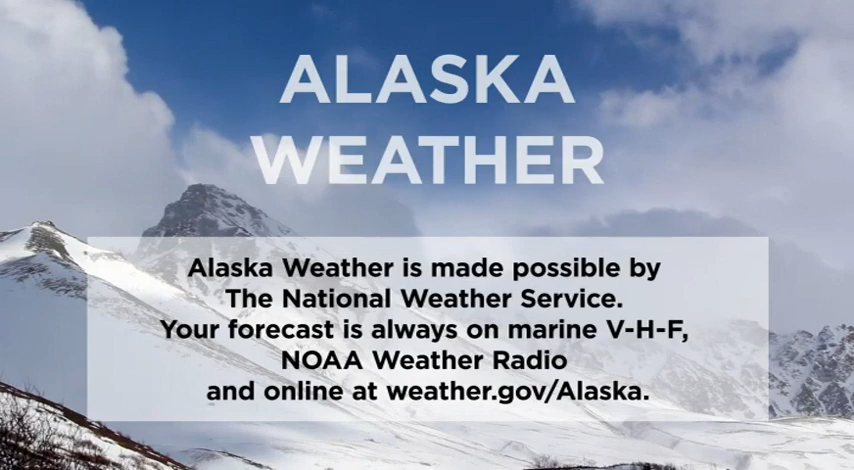 ALASKA
WEATHER
Alaska Weather is made possible by
The National Weather Service.
Your forecast is always on marine V-H-F,
NOAA Weather Radio
and online at weather.gov/Alaska.